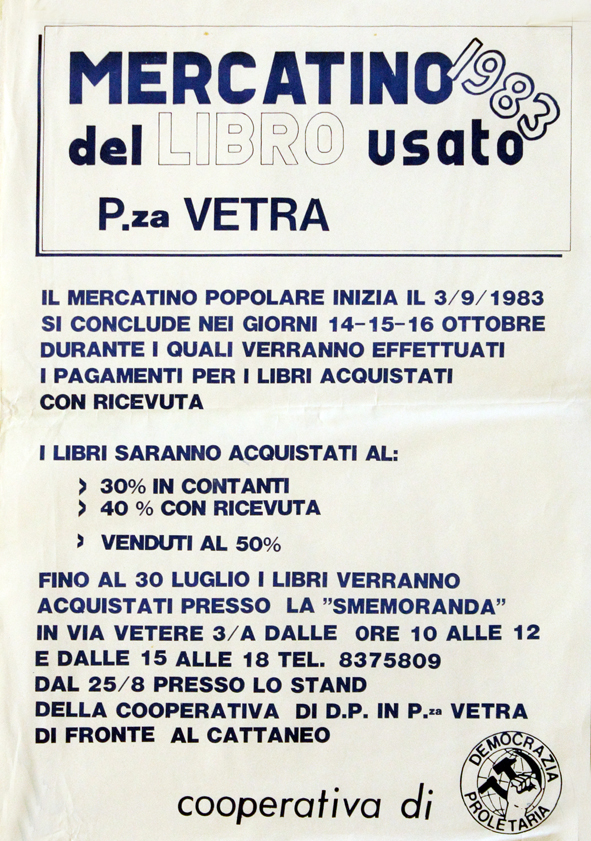 MERCATINO 1983
del LIBRO usato
P.za VETRA
IL MERCATINO POPOLARE INIZIA IL 3/9/1983
SI CONCLUDE NEI GIORNI 14-15-16 OTTOBRE
DURANTE I QUALI VERRANNO EFFETTUATI
I PAGAMENTI PER I LIBRI ACQUISTATI
CON RICEVUTA
I LIBRI SARANNO ACQUISTATI AL:
› 30% IN CONTANTI
› 40 % CON RICEVUTA
› VENDUTI AL 50%
FINO AL 30 LUGLIO I LIBRI VERRANNO
ACQUISTATI PRESSO LA "SMEMORANDA"
IN VIA VETERE 3/A DALLE ORE 10 ALLE 12
E DALLE 15 ALLE 18 TEL. 8375809
DAL 25/8 PRESSO LO STAND
DELLA COOPERATIVA DI D.P. IN P.za VETRA
DI FRONTE AL CATTANEO
cooperativa di
DEMOCRAZIA
PROLETARIA